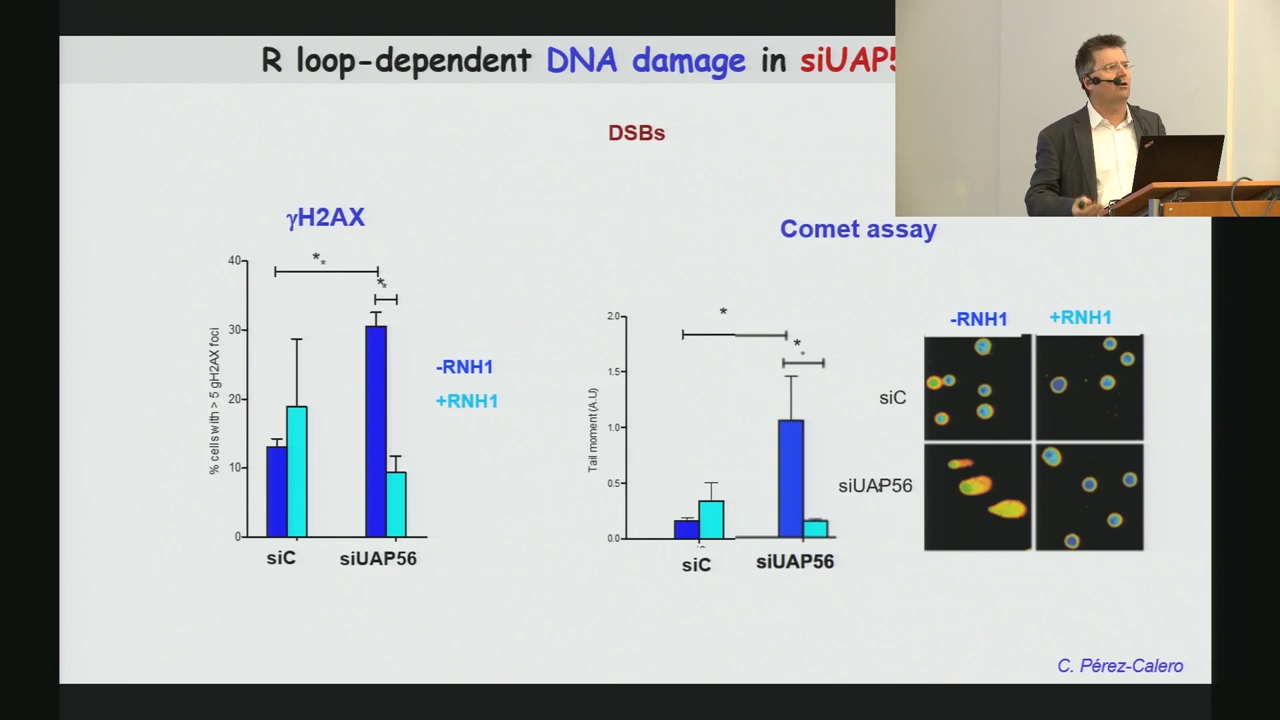 R loop-dependent DNA damage in siUAP5
DSBs
γH2AX
% cells with > 5 gH2AX foci
40
30
20
10
0
**
**
siC
siUAP56
-RNH1
+RNH1
Comet assay
Tail moment (A.U)
2.0
1.5
1.0
0.5
0.0
*
**
siC
siUAP56
-RNH1
+RNH1
siC
siUAP56
C. Pérez-Calero